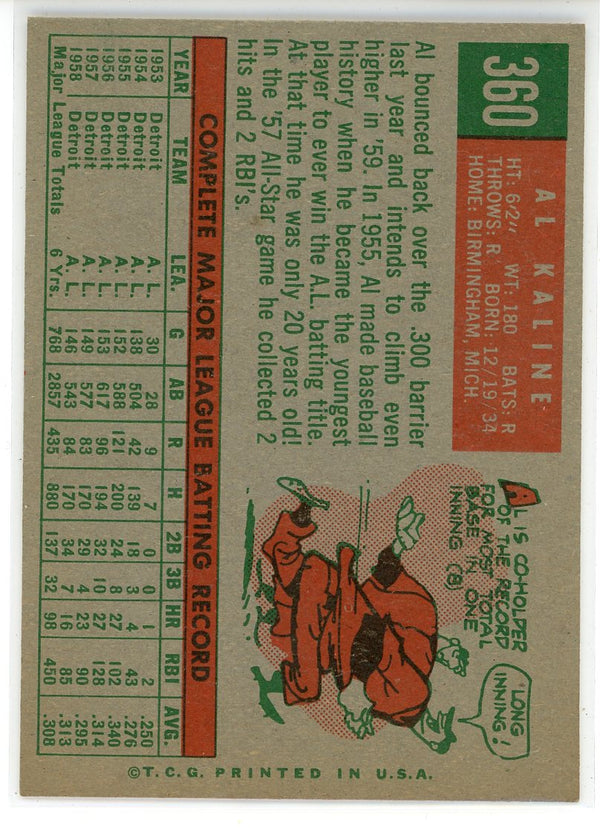 360
AL KALINE
HT: 6'2" WT: 180 BATS: R
THROWS: R BORN: 12/19/34
HOME: BIRMINGHAM, MICH.
Al bounced back over the .300 barrier
last year and intends to climb even
higher in '59. In 1955, Al made baseball
history when he became the youngest
player to ever win the A.L. batting title.
At that time he was only 20 years old!
In the '57 All-Star game he collected 2
hits and 2 RBI's.
AL IS CO-HOLDER
OF THE RECORD
FOR MOST TOTAL
BASE IN ONE
INNING (8)
'LONG
INNING!
COMPLETE MAJOR LEAGUE BATTING RECORD
YEAR TEAM LEA. G AB R H 2B 3B HR RBI AVG.
1953 Detroit A. L. 30 28 9 7 0 0 1 2 .250
1954 Detroit A. L. 138 504 42 139 18 3 4 43 .276
1955 Detroit A. L. 152 588 121 200 24 8 27 102 .340
1956 Detroit A. L. 153 617 96 194 32 10 27 128 .314
1957 Detroit A. L. 149 577 83 170 29 4 23 90 .295
1958 Detroit A. L. 146 543 84 170 34 7 16 85 .313
Major League Totals 6 Yrs. 768 2857 435 880 137 32 98 450 .308
©T.C.G. PRINTED IN U.S.A.